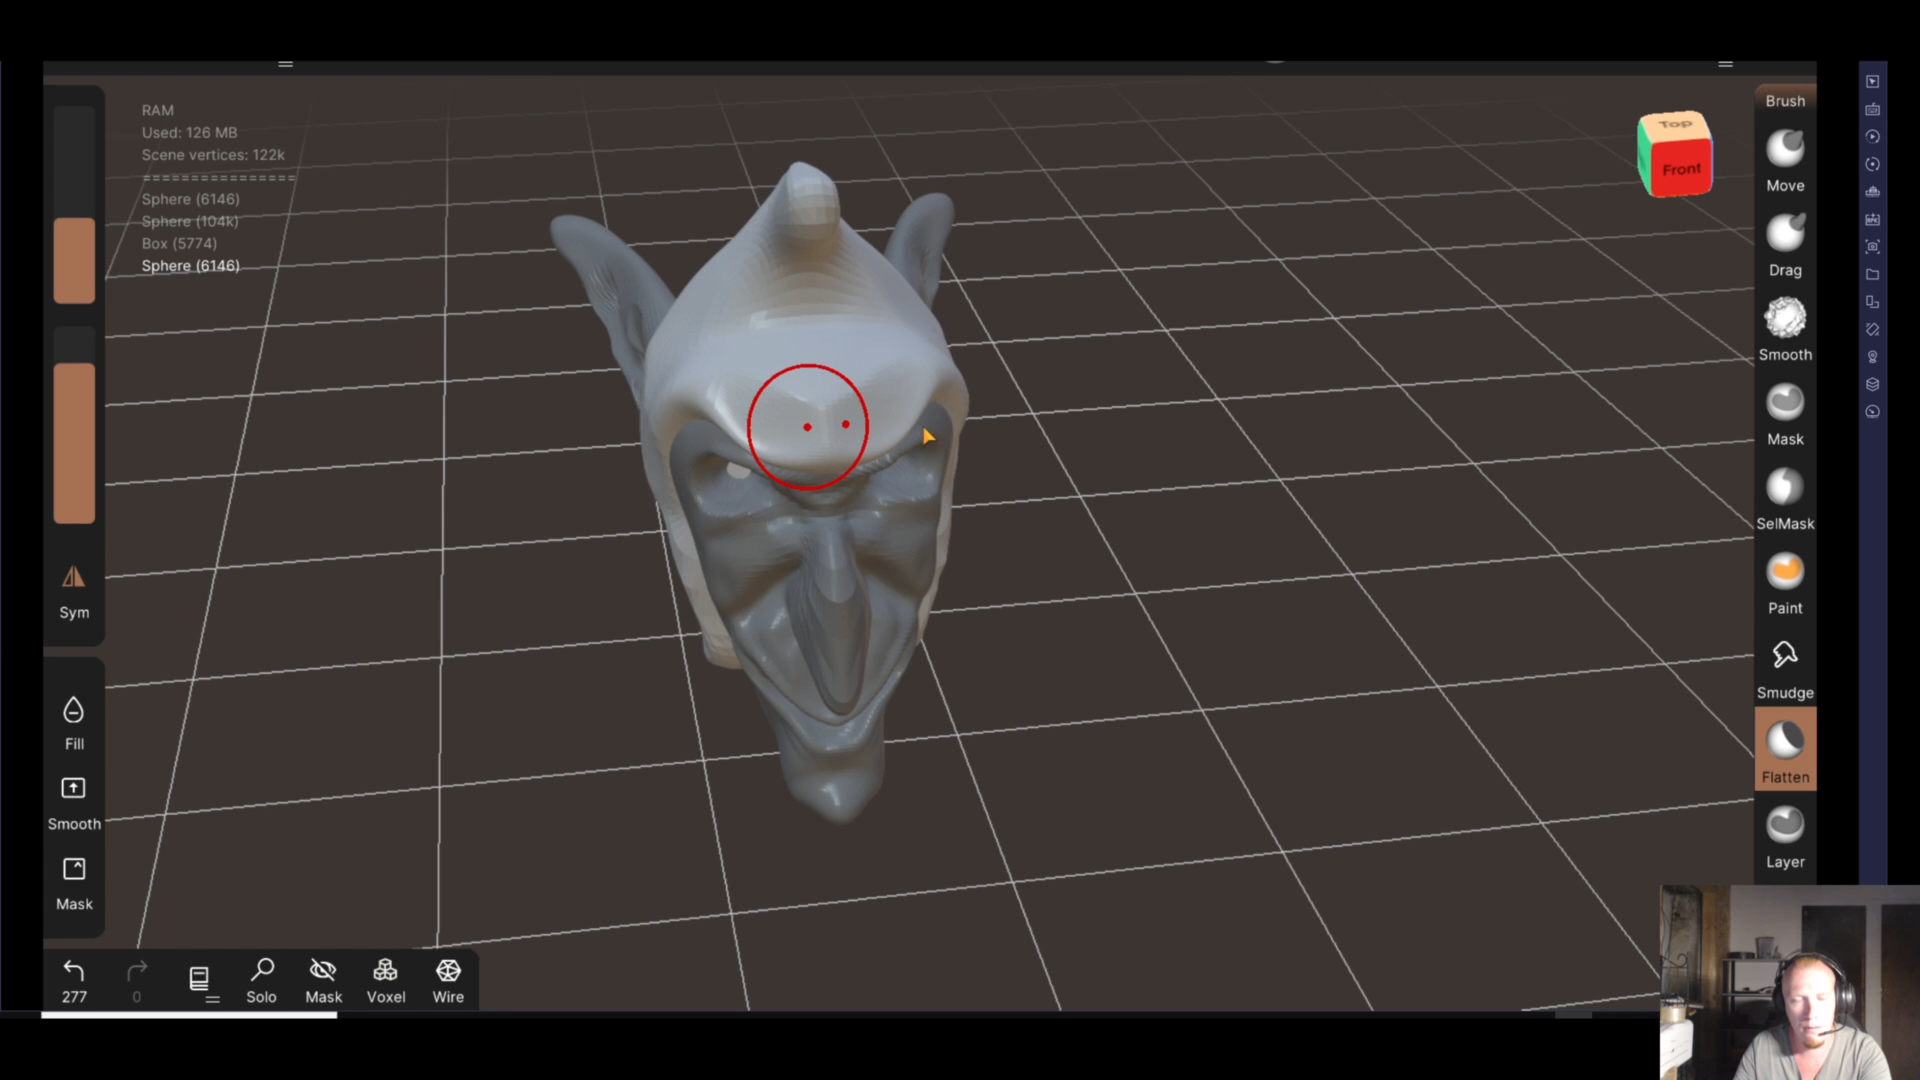 RAM
Used: 126 MB
Scene vertices: 122k
==================
Sphere (6146)
Sphere (104k)
Box (5774)
Sphere (6146)
Top
Front
Brush
Move
Drag
Smooth
Mask
SelMask
Paint
Smudge
Flatten
Layer
Sym
Fill
Smooth
Mask
277
0
Solo
Mask
Voxel
Wire